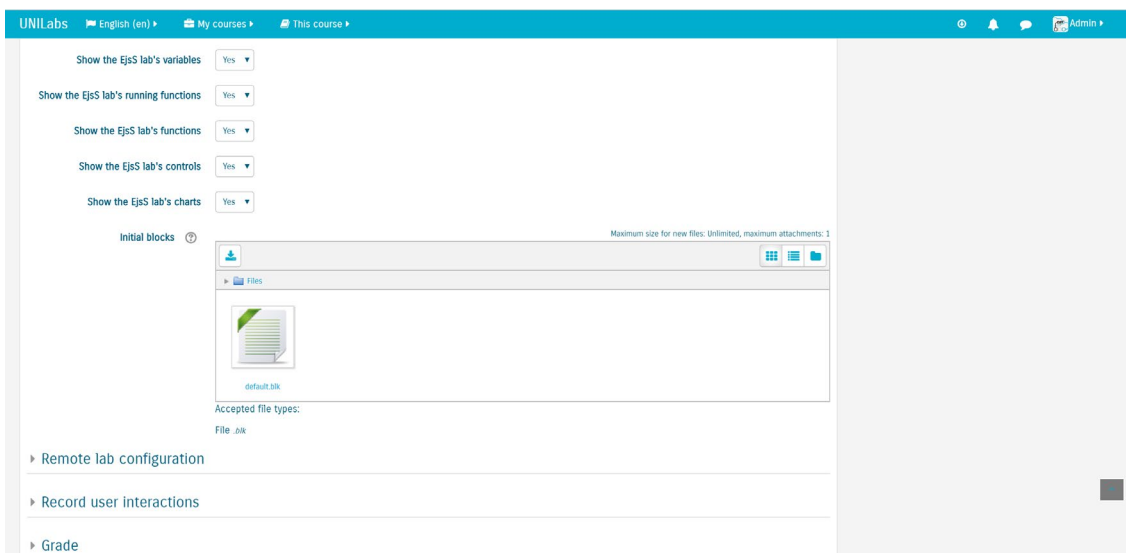 UNILabs English (en) My courses This course Admin
Show the EjsS lab's variables Yes
Show the EjsS lab's running functions Yes
Show the EjsS lab's functions Yes
Show the EjsS lab's controls Yes
Show the EjsS lab's charts Yes
Initial blocks
Maximum size for new files: Unlimited, maximum attachments: 1
Files
default.blk
Accepted file types:
File .blk
Remote lab configuration
Record user interactions
Grade